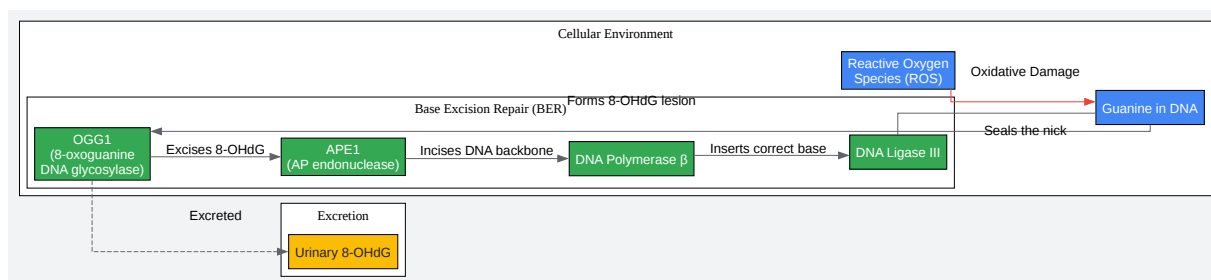 Cellular Environment
Reactive Oxygen
Species (ROS)
Oxidative Damage
Guanine in DNA
Base Excision Repair (BER)
Forms 8-OHdG lesion
Seals the nick
OGG1
(8-oxoguanine
DNA glycosylase)
Excises 8-OHdG
APE1
(AP endonuclease)
Incises DNA backbone
DNA Polymerase β
Inserts correct base
DNA Ligase III
Excreted
Excretion
Urinary 8-OHdG